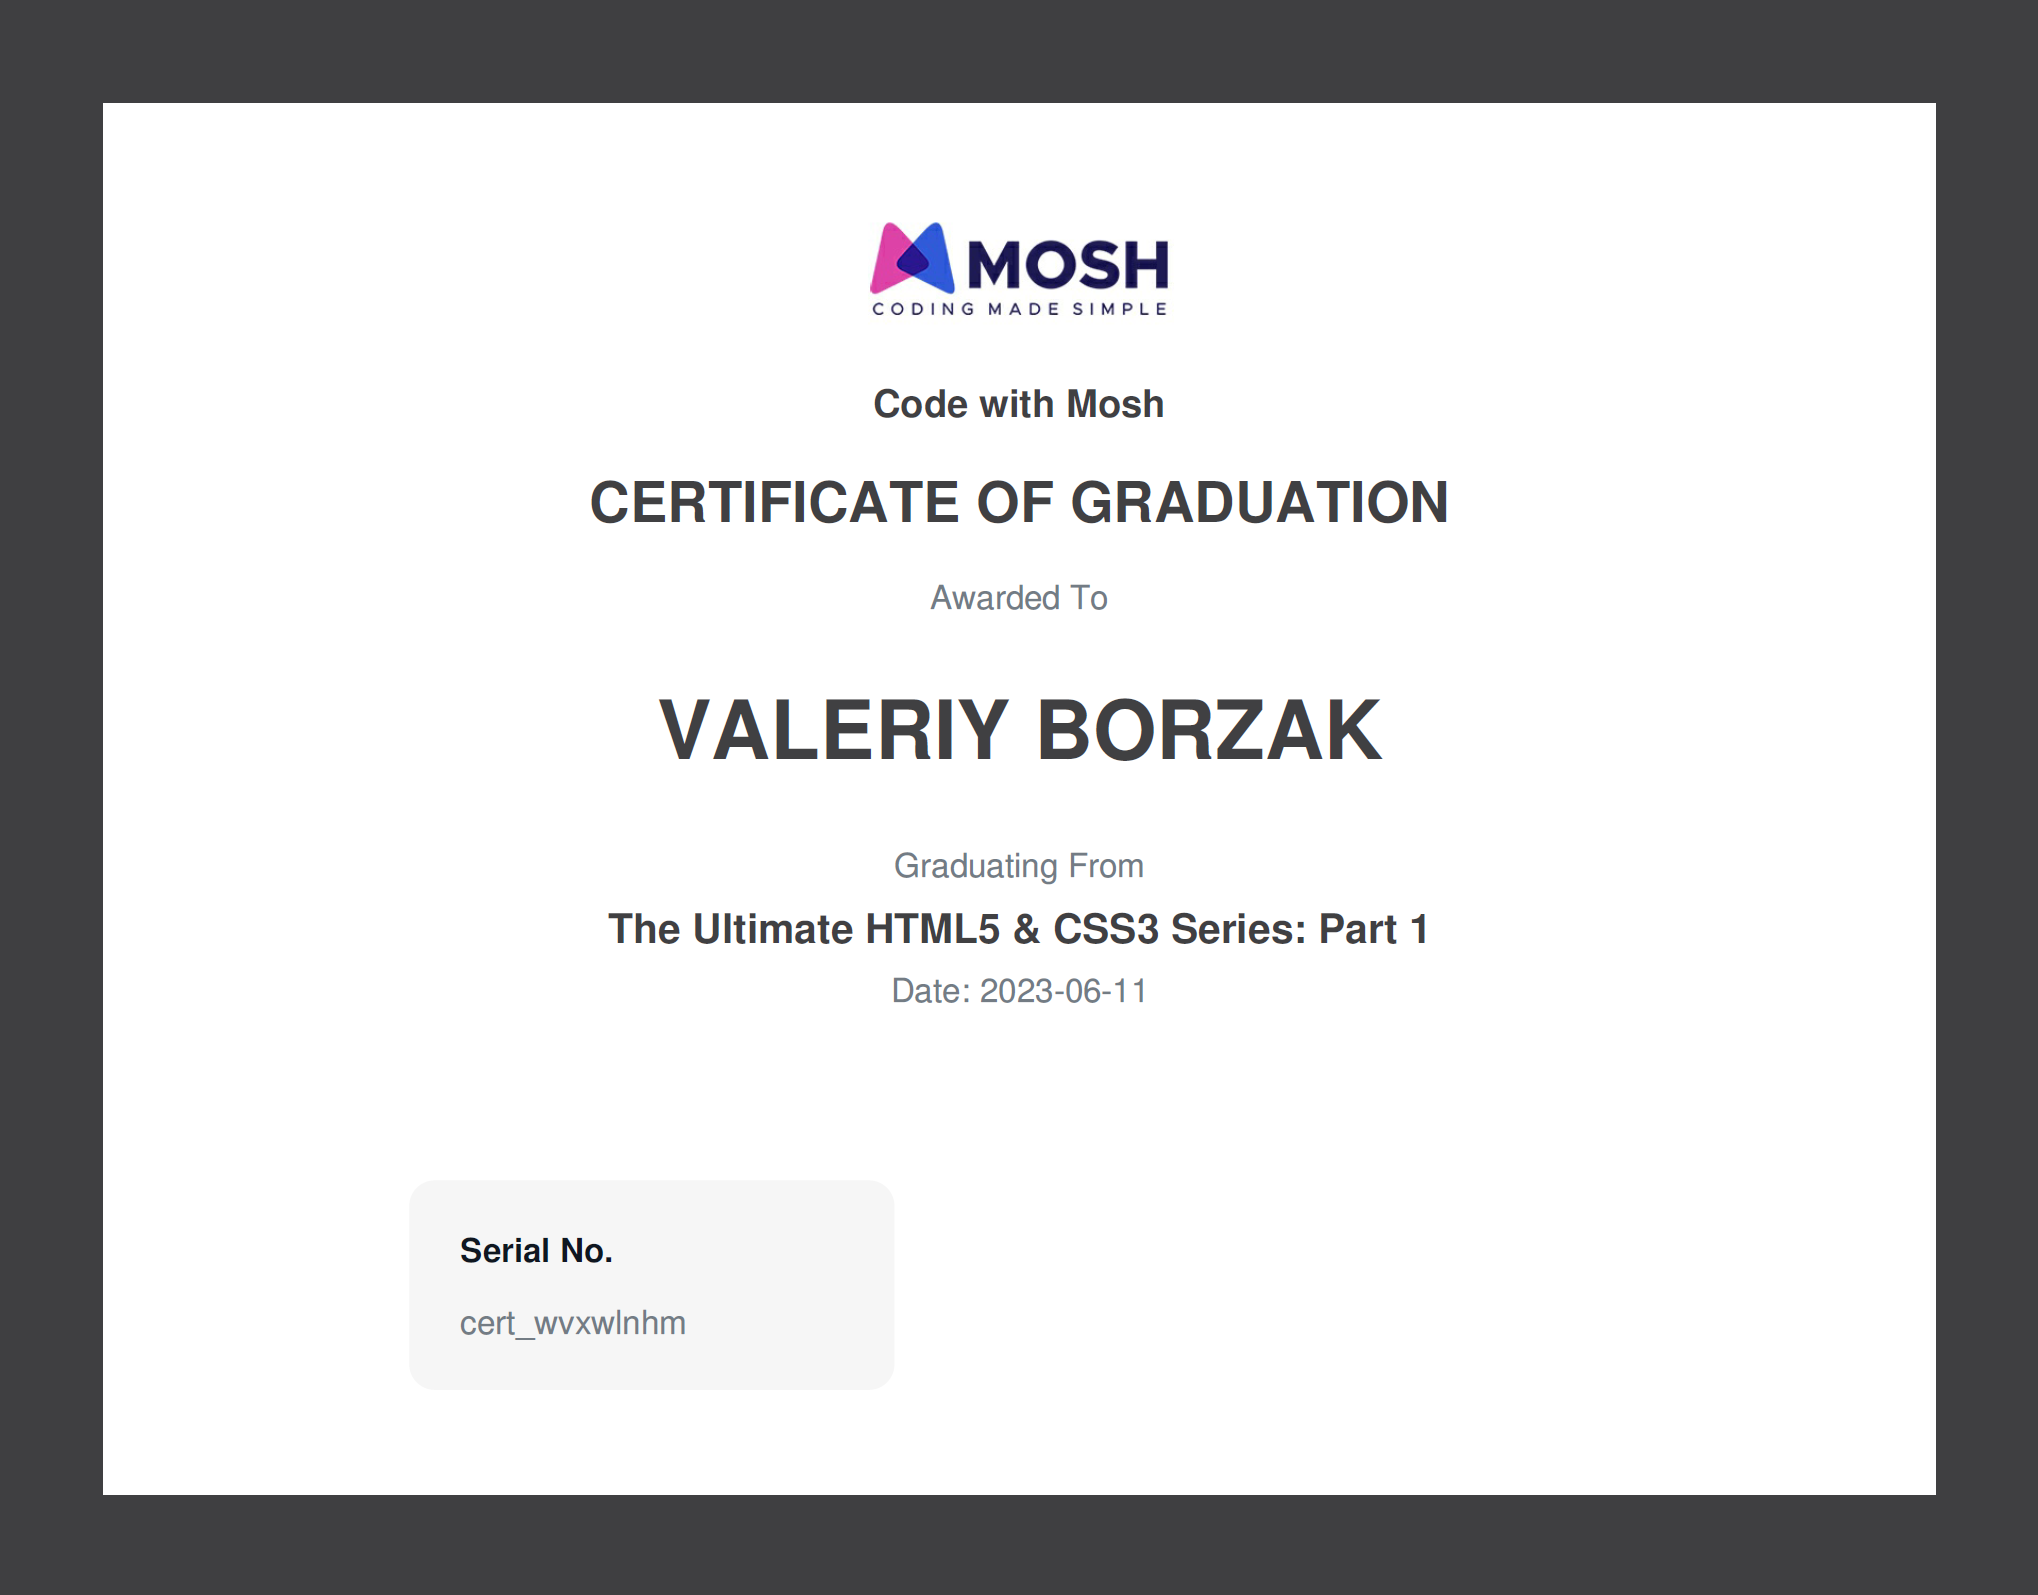 MOSH
CODING MADE SIMPLE
Code with Mosh
CERTIFICATE OF GRADUATION
Awarded To
VALERIY BORZAK
Graduating From
The Ultimate HTML5 & CSS3 Series: Part 1
Date: 2023-06-11
Serial No.
cert_wvxwlnhm